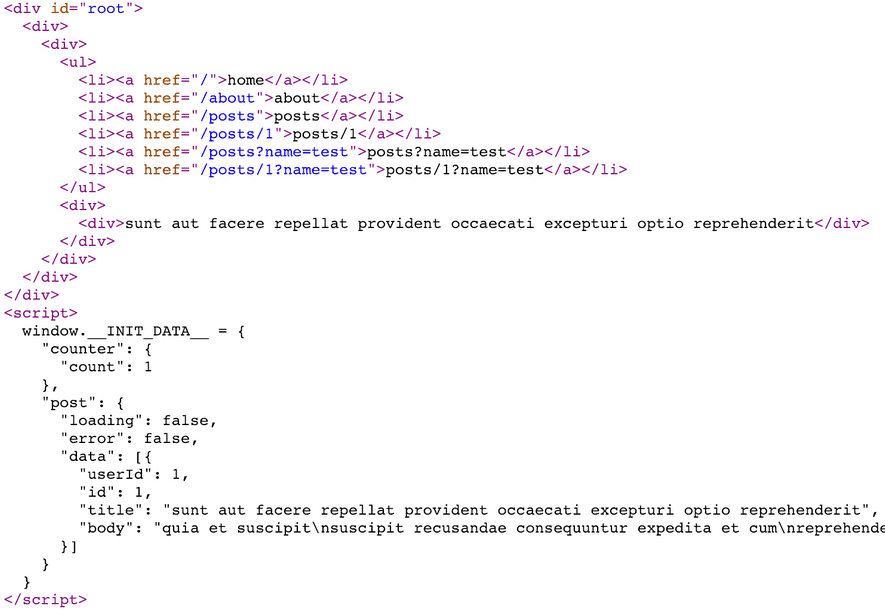 <div id="root">
  <div>
    <div>
      <ul>
        <li><a href="/">home</a></li>
        <li><a href="/about">about</a></li>
        <li><a href="/posts">posts</a></li>
        <li><a href="/posts/1">posts/1</a></li>
        <li><a href="/posts?name=test">posts?name=test</a></li>
        <li><a href="/posts/1?name=test">posts/1?name=test</a></li>
      </ul>
      <div>
        <div>sunt aut facere repellat provident occaecati excepturi optio reprehenderit</div>
      </div>
    </div>
  </div>
</div>
<script>
  window.__INIT_DATA__ = {
    "counter": {
      "count": 1
    },
    "post": {
      "loading": false,
      "error": false,
      "data": [{
        "userId": 1,
        "id": 1,
        "title": "sunt aut facere repellat provident occaecati excepturi optio reprehenderit",
        "body": "quia et suscipit\nsuscipit recusandae consequuntur expedita et cum\nreprehende
      }]
    }
  }
</script>